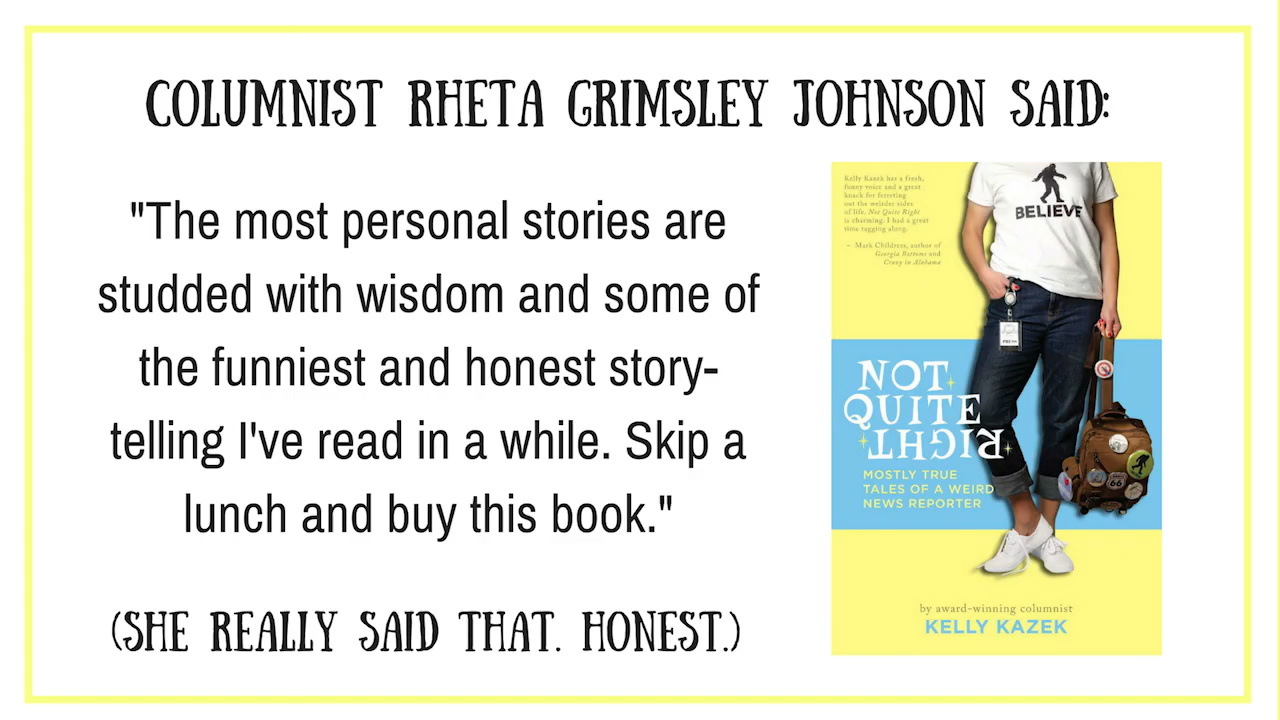 COLUMNIST RHETA GRIMSLEY JOHNSON SAID:
"The most personal stories are
studded with wisdom and some of
the funniest and honest story-
telling I've read in a while. Skip a
lunch and buy this book."
(SHE REALLY SAID THAT. HONEST.)
Kelly Kazek has a fresh,
funny voice and a great
knack for ferreting
out the weirder sides
of life. Not Quite Right
is charming. I had a great
time tagging along.
— Mark Childress, author of
Georgia Bottoms and
Crazy in Alabama
BELIEVE
PRESS
NOT
QUITE
RIGHT
MOSTLY TRUE
TALES OF A WEIRD
NEWS REPORTER
66
by award-winning columnist
KELLY KAZEK